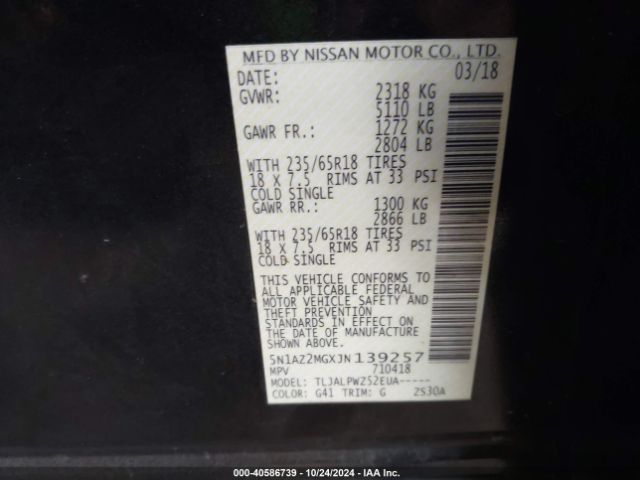 MFD BY NISSAN MOTOR CO., LTD.
DATE: 03/18
GVWR: 2318 KG
5110 LB
GAWR FR.: 1272 KG
2804 LB
WITH 235/65R18 TIRES
18 X 7.5 RIMS AT 33 PSI
COLD SINGLE
GAWR RR.: 1300 KG
2866 LB
WITH 235/65R18 TIRES
18 X 7.5 RIMS AT 33 PSI
COLD SINGLE
THIS VEHICLE CONFORMS TO
ALL APPLICABLE FEDERAL
MOTOR VEHICLE SAFETY AND
THEFT PREVENTION
STANDARDS IN EFFECT ON
THE DATE OF MANUFACTURE
SHOWN ABOVE.
5N1AZ2MGXJN139257
MPV 710418
MODEL: TLJALPWZ52EUA-----
COLOR: G41 TRIM: G ZS30A
000-40586739 • 10/24/2024 • IAA Inc.